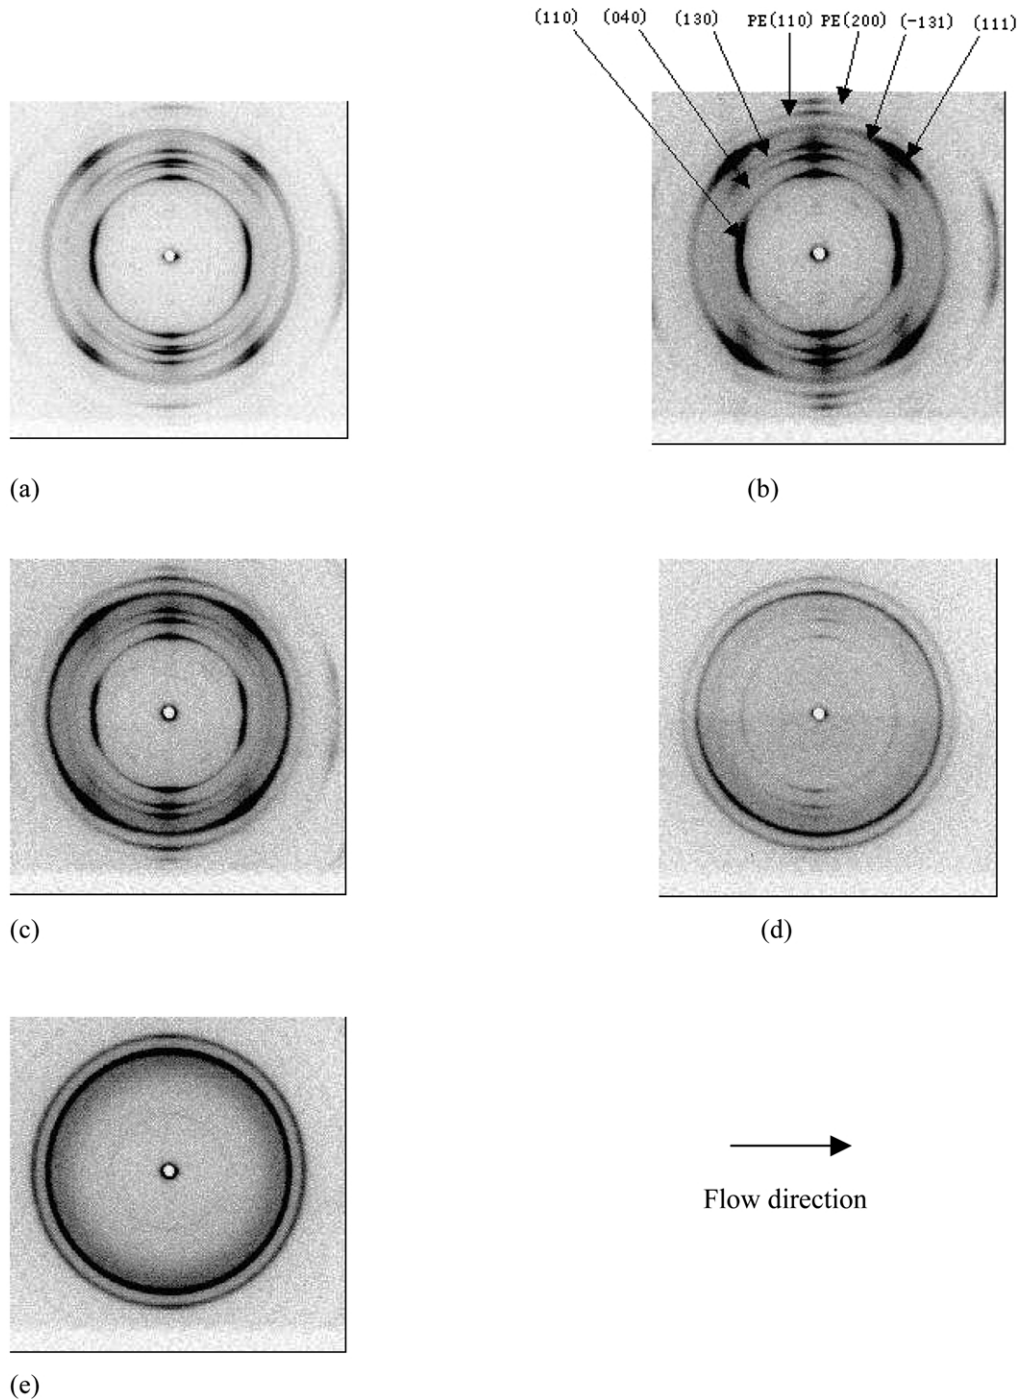 (110) (040) (130) PE(110) PE(200) (-131) (111)
(a)
(b)
(c)
(d)
Flow direction
(e)